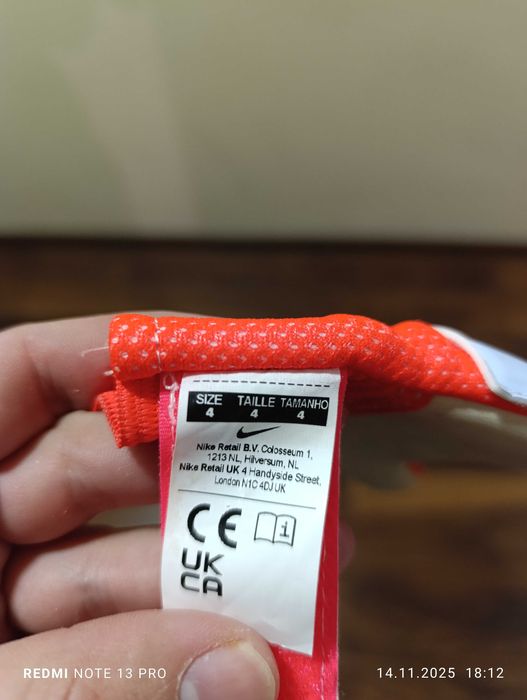 SIZE TAILLE TAMANHO
4 4 4
Nike Retail B.V. Colosseum 1,
1213 NL, Hilversum, NL
Nike Retail UK 4 Handyside Street,
London N1C 4DJ UK
CE
i
UK
CA
REDMI NOTE 13 PRO
14.11.2025 18:12